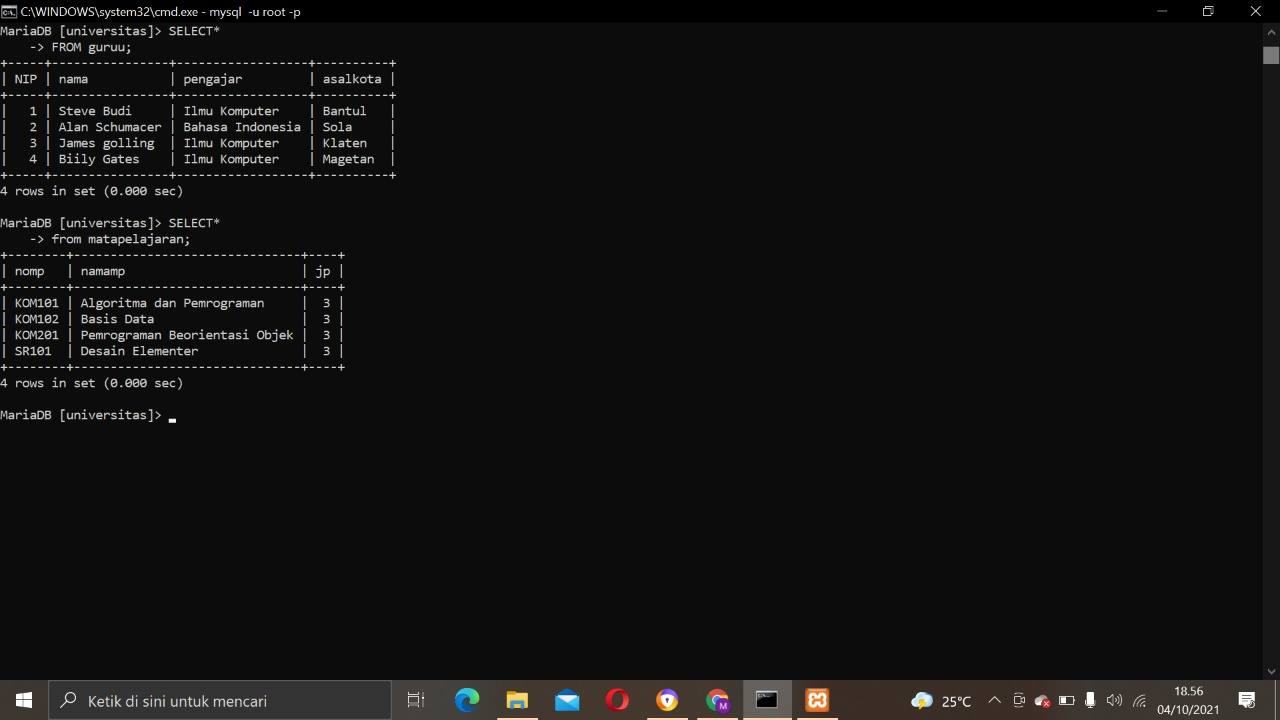 C:\WINDOWS\system32\cmd.exe - mysql  -u root -p
MariaDB [universitas]> SELECT*
    -> FROM guruu;
+-----+----------------+------------------+----------+
| NIP | nama           | pengajar         | asalkota |
+-----+----------------+------------------+----------+
|   1 | Steve Budi     | Ilmu Komputer    | Bantul   |
|   2 | Alan Schumacer | Bahasa Indonesia | Sola     |
|   3 | James golling  | Ilmu Komputer    | Klaten   |
|   4 | Biily Gates    | Ilmu Komputer    | Magetan  |
+-----+----------------+------------------+----------+
4 rows in set (0.000 sec)
MariaDB [universitas]> SELECT*
    -> from matapelajaran;
+--------+-------------------------------+----+
| nomp   | namamp                        | jp |
+--------+-------------------------------+----+
| KOM101 | Algoritma dan Pemrograman     |  3 |
| KOM102 | Basis Data                    |  3 |
| KOM201 | Pemrograman Beorientasi Objek |  3 |
| SR101  | Desain Elementer              |  3 |
+--------+-------------------------------+----+
4 rows in set (0.000 sec)
MariaDB [universitas]>
Ketik di sini untuk mencari
25°C
18.56
04/10/2021